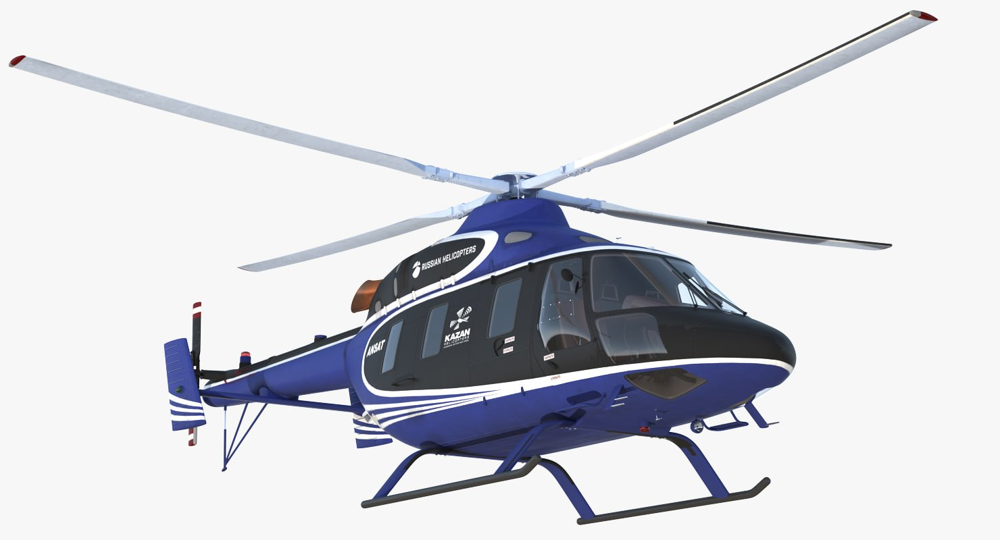 RUSSIAN HELICOPTERS
KAZAN
HELICOPTERS
ANSAT